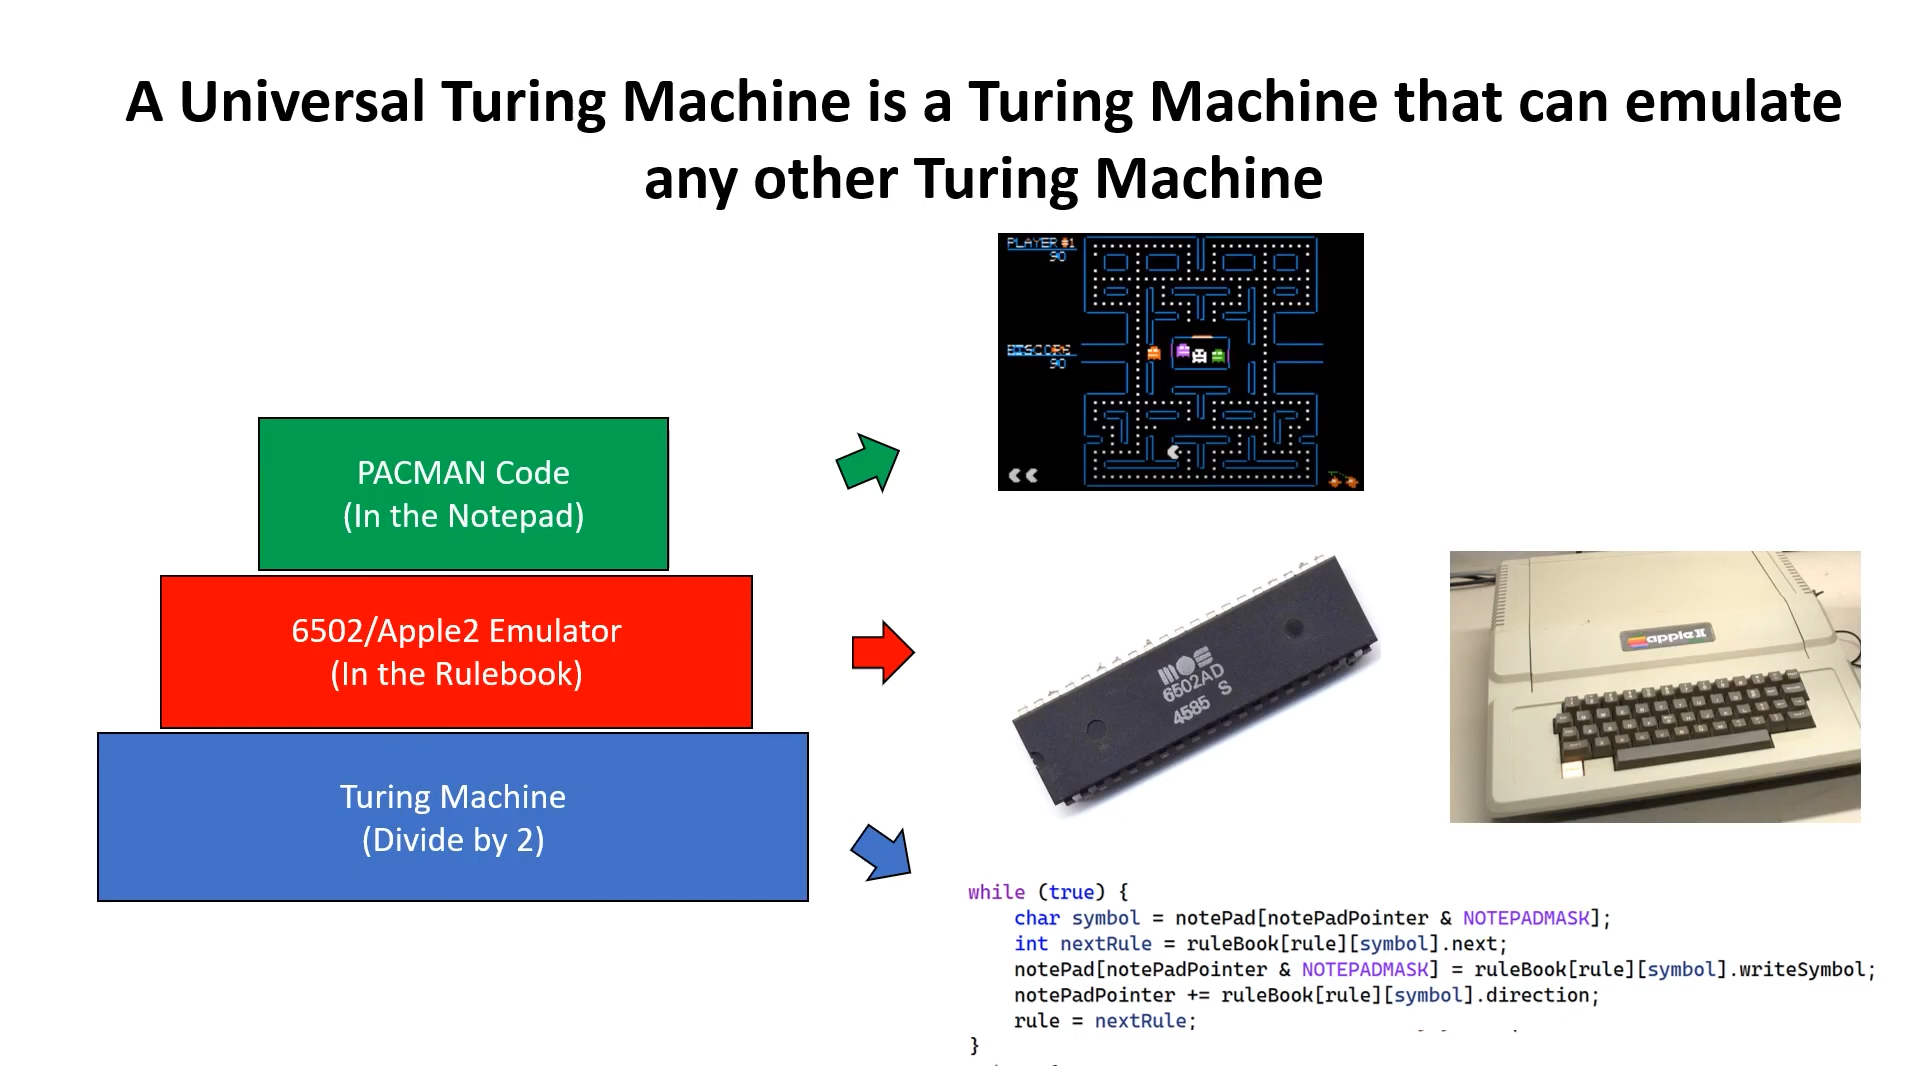 A Universal Turing Machine is a Turing Machine that can emulate
any other Turing Machine
PLAYER #1
90
90
PACMAN Code
(In the Notepad)
6502/Apple2 Emulator
(In the Rulebook)
Turing Machine
(Divide by 2)
mos
6502AD
4585 S
apple II
while (true) {
char symbol = notePad[notePadPointer & NOTEPADMASK];
int nextRule = ruleBook[rule][symbol].next;
notePad[notePadPointer & NOTEPADMASK] = ruleBook[rule][symbol].writeSymbol;
notePadPointer += ruleBook[rule][symbol].direction;
rule = nextRule;
}